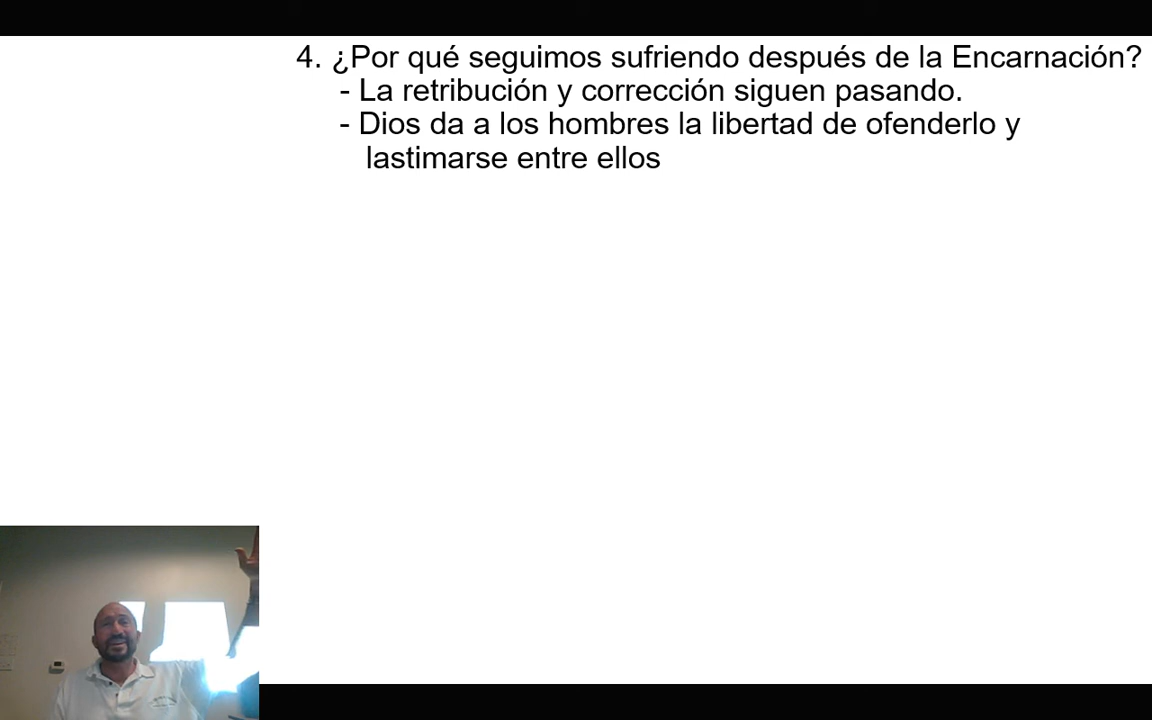 4. ¿Por qué seguimos sufriendo después de la Encarnación?
- La retribución y corrección siguen pasando.
- Dios da a los hombres la libertad de ofenderlo y
lastimarse entre ellos